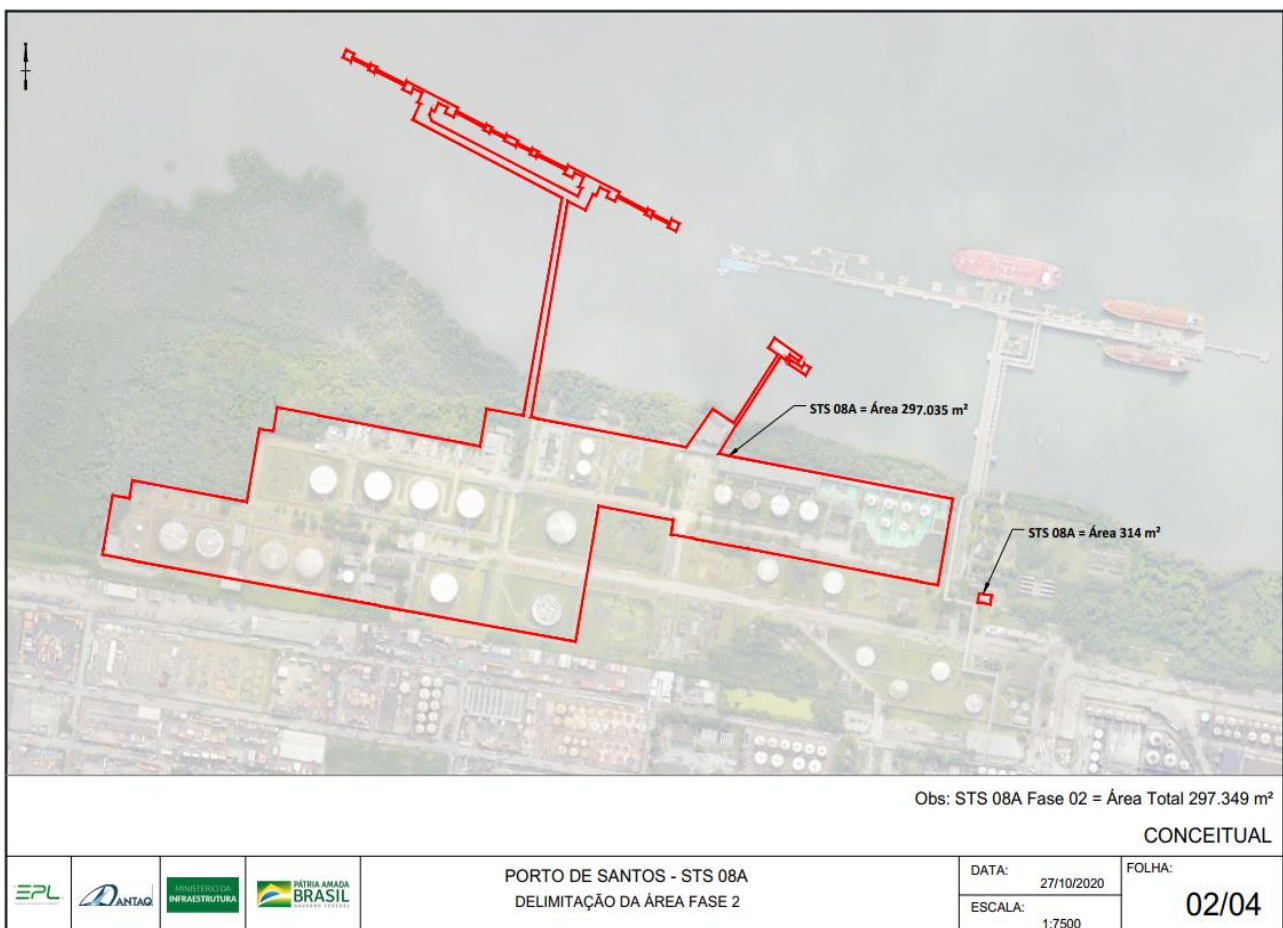 STS 08A = Área 297.035 m²
STS 08A = Área 314 m²
Obs: STS 08A Fase 02 = Área Total 297.349 m²
CONCEITUAL
EPL
ANTAQ
MINISTÉRIO DA
INFRAESTRUTURA
PÁTRIA AMADA
BRASIL
GOVERNO FEDERAL
PORTO DE SANTOS - STS 08A
DELIMITAÇÃO DA ÁREA FASE 2
DATA:
27/10/2020
ESCALA:
1:7500
FOLHA:
02/04